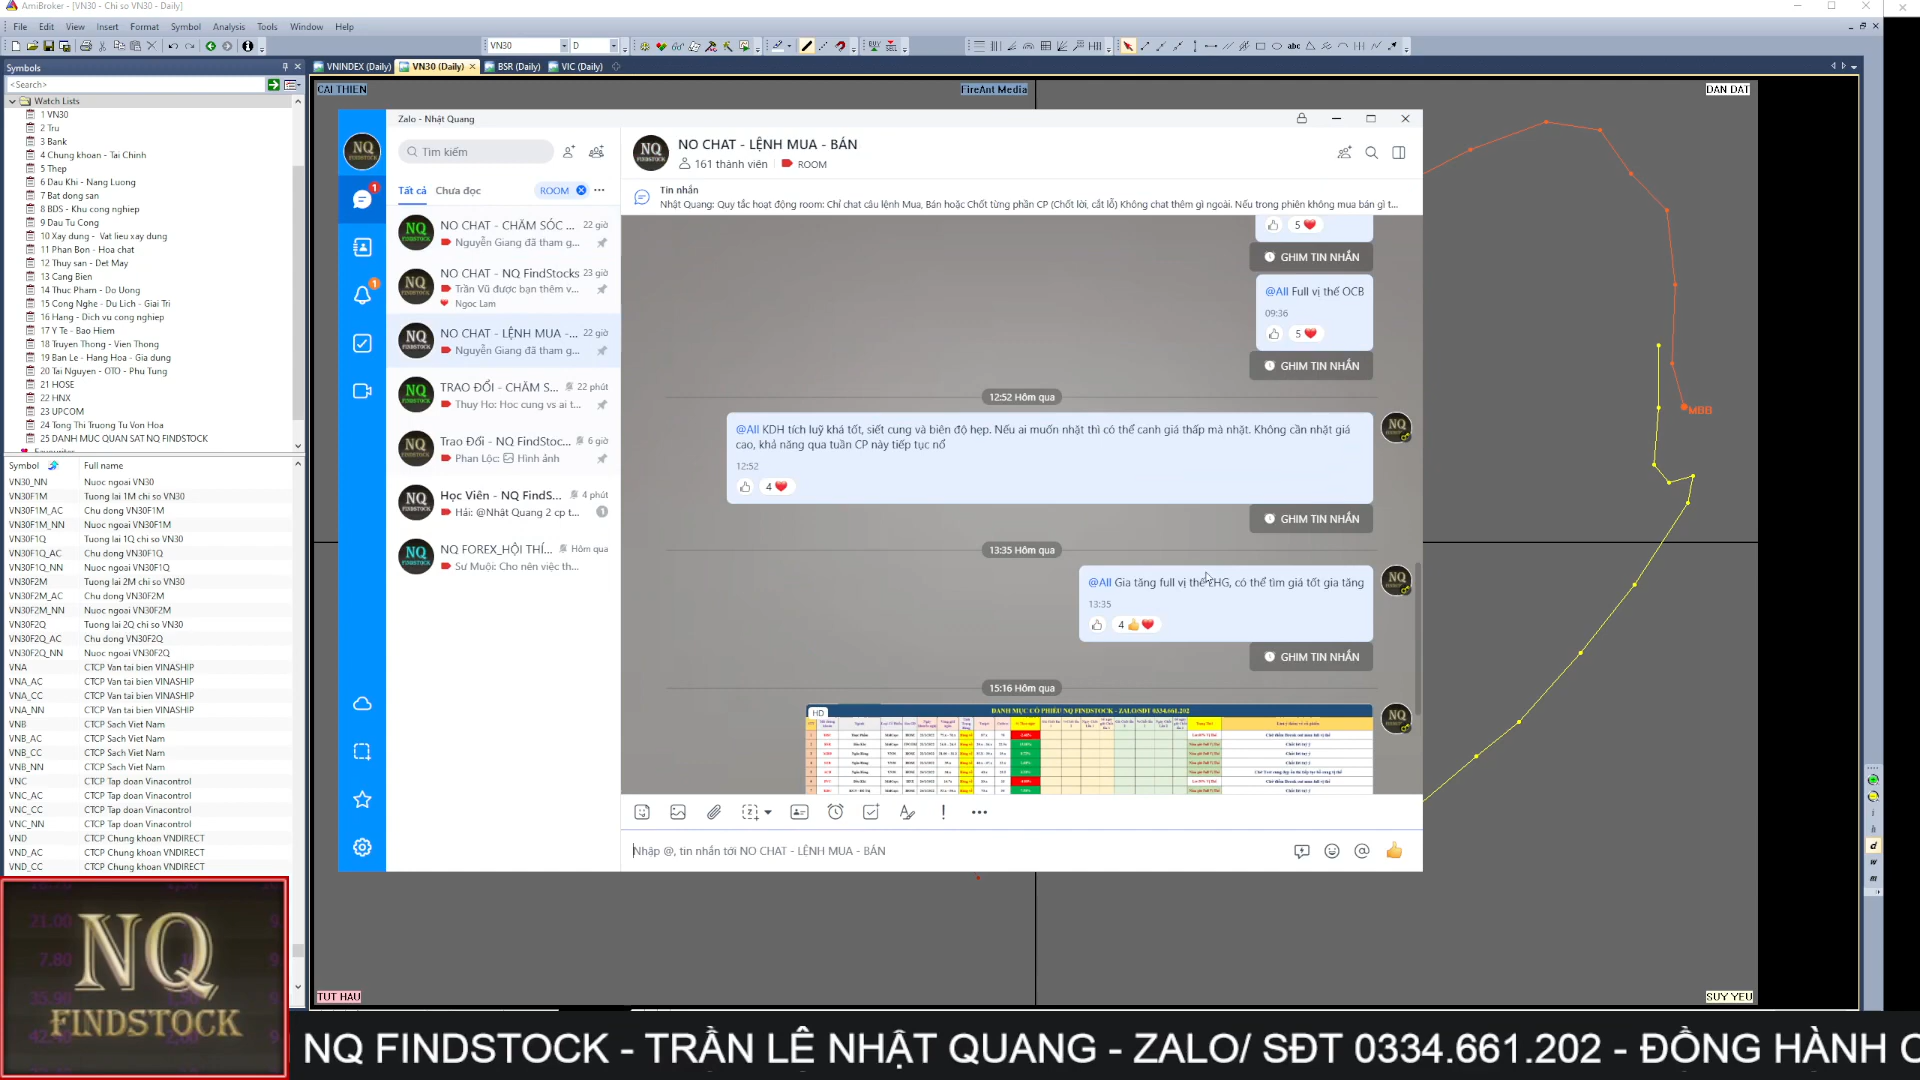 AmiBroker - [VN30 - Chi so VN30 - Daily]
File Edit View Insert Format Symbol Analysis Tools Window Help
VN30 D
Symbols
VNINDEX (Daily) VN30 (Daily) BSR (Daily) VIC (Daily)
<Search>
Watch Lists
1 VN30
2 Tru
3 Bank
4 Chung khoan - Tai Chinh
5 Thep
6 Dau Khi - Nang Luong
7 Bat dong san
8 BDS - Khu cong nghiep
9 Dau Tu Cong
10 Xay dung - Vat lieu xay dung
11 Phan Bon - Hoa chat
12 Thuy san - Det May
13 Cang Bien
14 Thuc Pham - Do Uong
15 Cong Nghe - Du Lich - Giai Tri
16 Hang - Dich vu cong nghiep
17 Y Te - Bao Hiem
18 Truyen Thong - Vien Thong
19 Ban Le - Hang Hoa - Gia dung
20 Tai Nguyen - OTO - Phu Tung
21 HOSE
22 HNX
23 UPCOM
24 Tong Thi Truong Tu Von Hoa
25 DANH MUC QUAN SAT NQ FINDSTOCK
Symbol Full name
VN30_NN Nuoc ngoai VN30
VN30F1M Tuong lai 1M chi so VN30
VN30F1M_AC Chu dong VN30F1M
VN30F1M_NN Nuoc ngoai VN30F1M
VN30F1Q Tuong lai 1Q chi so VN30
VN30F1Q_AC Chu dong VN30F1Q
VN30F1Q_NN Nuoc ngoai VN30F1Q
VN30F2M Tuong lai 2M chi so VN30
VN30F2M_AC Chu dong VN30F2M
VN30F2M_NN Nuoc ngoai VN30F2M
VN30F2Q Tuong lai 2Q chi so VN30
VN30F2Q_AC Chu dong VN30F2Q
VN30F2Q_NN Nuoc ngoai VN30F2Q
VNA CTCP Van tai bien VINASHIP
VNA_AC CTCP Van tai bien VINASHIP
VNA_CC CTCP Van tai bien VINASHIP
VNA_NN CTCP Van tai bien VINASHIP
VNB CTCP Sach Viet Nam
VNB_AC CTCP Sach Viet Nam
VNB_CC CTCP Sach Viet Nam
VNB_NN CTCP Sach Viet Nam
VNC CTCP Tap doan Vinacontrol
VNC_AC CTCP Tap doan Vinacontrol
VNC_CC CTCP Tap doan Vinacontrol
VNC_NN CTCP Tap doan Vinacontrol
VND CTCP Chung khoan VNDIRECT
VND_AC CTCP Chung khoan VNDIRECT
VND_CC CTCP Chung khoan VNDIRECT
CAI THIEN FireAnt Media DAN DAT
MBB
TUT HAU SUY YEU
Zalo - Nhật Quang
Tìm kiếm
Tất cả Chưa đọc ROOM
NO CHAT - CHĂM SÓC ... 22 giờ
Nguyễn Giang đã tham g...
NO CHAT - NQ FindStocks 23 giờ
Trần Vũ được bạn thêm v...
Ngoc Lam
NO CHAT - LỆNH MUA -... 22 giờ
Nguyễn Giang đã tham g...
TRAO ĐỔI - CHĂM S... 22 phút
Thuy Ho: Hoc cung vs ai t...
Trao Đổi - NQ FindStoc... 6 giờ
Phan Lộc: Hình ảnh
Học Viên - NQ FindS... 4 phút
Hải: @Nhật Quang 2 cp t... 1
NQ FOREX_HỘI THÍ... Hôm qua
Sư Muội: Cho nên việc th...
NO CHAT - LỆNH MUA - BÁN
161 thành viên ROOM
Tin nhắn
Nhật Quang: Quy tắc hoạt động room: Chỉ chat câu lệnh Mua, Bán hoặc Chốt từng phần CP (Chốt lời, cắt lỗ) Không chat thêm gì ngoài. Nếu trong phiên không mua bán gì t...
5
GHIM TIN NHẮN
@All Full vị thế OCB
09:36
5
GHIM TIN NHẮN
12:52 Hôm qua
@All KDH tích luỹ khá tốt, siết cung và biên độ hẹp. Nếu ai muốn nhặt thì có thể canh giá thấp mà nhặt. Không cần nhặt giá
cao, khả năng qua tuần CP này tiếp tục nổ
12:52
4
GHIM TIN NHẮN
13:35 Hôm qua
@All Gia tăng full vị thế LHG, có thể tìm giá tốt gia tăng
13:35
4
GHIM TIN NHẮN
15:16 Hôm qua
HD
DANH MỤC CỔ PHIẾU NQ FINDSTOCK - ZALO/SĐT 0334.661.202
Nhập @, tin nhắn tới NO CHAT - LỆNH MUA - BÁN
NQ
FINDSTOCK
NQ FINDSTOCK - TRẦN LÊ NHẬT QUANG - ZALO/ SĐT 0334.661.202 - ĐỒNG HÀNH C